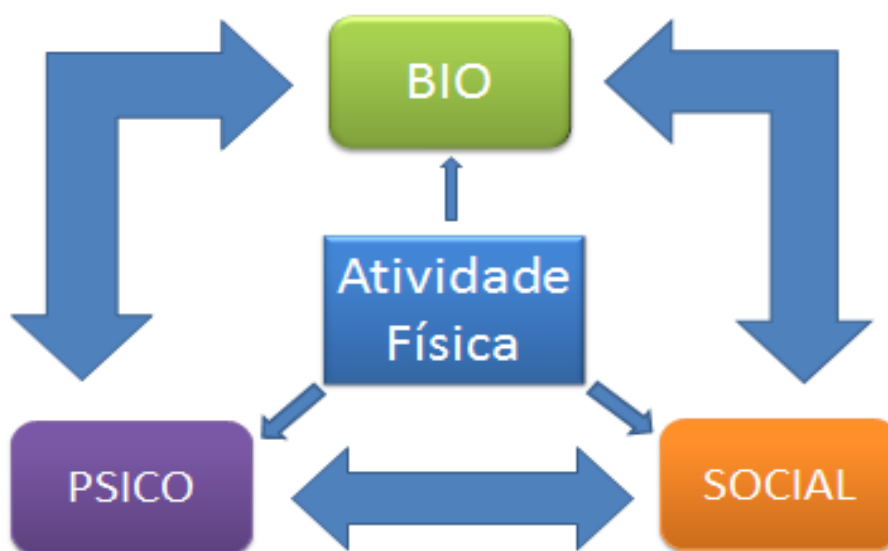 BIO
Atividade
Física
PSICO
SOCIAL